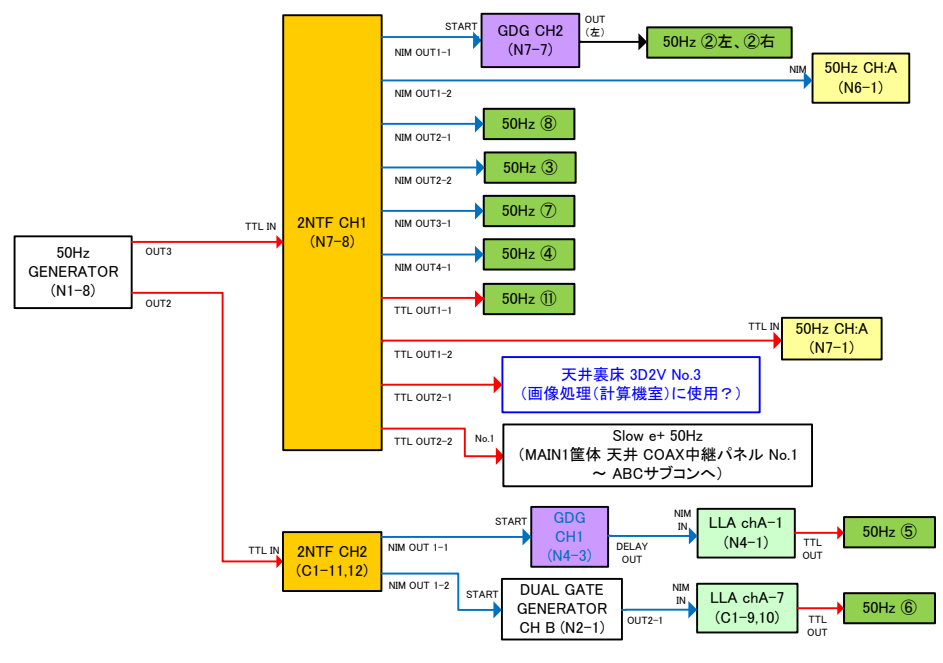 50Hz
GENERATOR
(N1-8)
OUT3
OUT2
TTL IN
2NTF CH1
(N7-8)
NIM OUT1-1
START
GDG CH2
(N7-7)
OUT
(左)
50Hz ②左、②右
NIM OUT1-2
NIM
50Hz CH:A
(N6-1)
NIM OUT2-1
50Hz ⑧
NIM OUT2-2
50Hz ③
NIM OUT3-1
50Hz ⑦
NIM OUT4-1
50Hz ④
TTL OUT1-1
50Hz ⑪
TTL OUT1-2
TTL IN
50Hz CH:A
(N7-1)
TTL OUT2-1
天井裏床 3D2V No.3
(画像処理(計算機室)に使用?)
TTL OUT2-2
No.1
Slow e+ 50Hz
(MAIN1筐体 天井 COAX中継パネル No.1
~ ABCサブコンへ)
TTL IN
2NTF CH2
(C1-11,12)
NIM OUT 1-1
START
GDG
CH1
(N4-3)
DELAY
OUT
NIM
IN
LLA chA-1
(N4-1)
TTL
OUT
50Hz ⑤
NIM OUT 1-2
START
DUAL GATE
GENERATOR
CH B (N2-1)
OUT2-1
NIM
IN
LLA chA-7
(C1-9,10)
TTL
OUT
50Hz ⑥